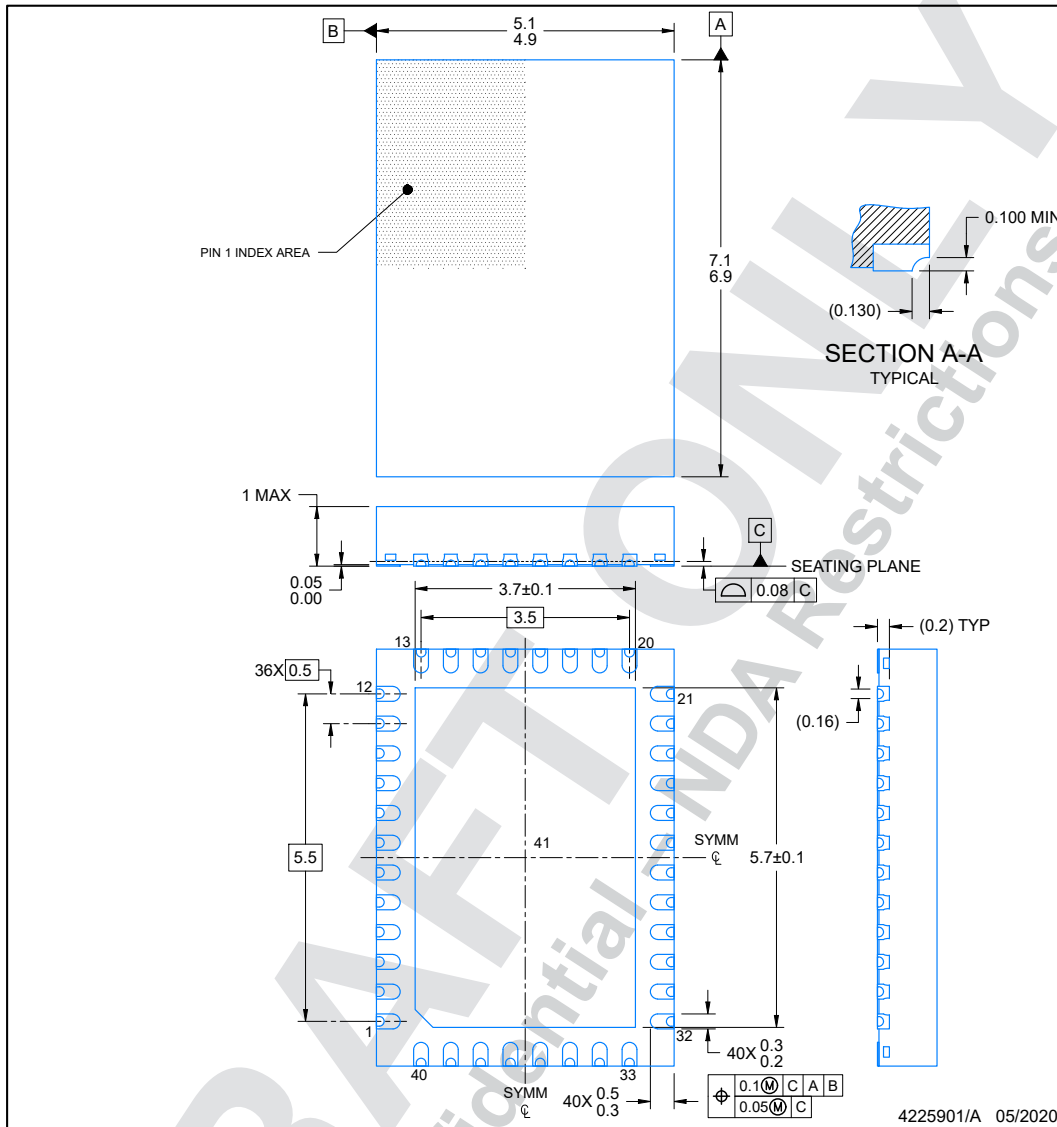 B
5.1
4.9
A
PIN 1 INDEX AREA
7.1
6.9
0.100 MIN
(0.130)
SECTION A-A
TYPICAL
1 MAX
C
SEATING PLANE
0.05
0.00
0.08 C
3.7±0.1
3.5
(0.2) TYP
13
20
36X 0.5
12
21
(0.16)
41
SYMM
℄
5.5
5.7±0.1
1
32
40X 0.3
0.2
40
33
SYMM
℄
40X 0.5
0.3
0.1 Ⓜ C A B
0.05 Ⓜ C
4225901/A 05/2020
ONLY
NDA Restrictions